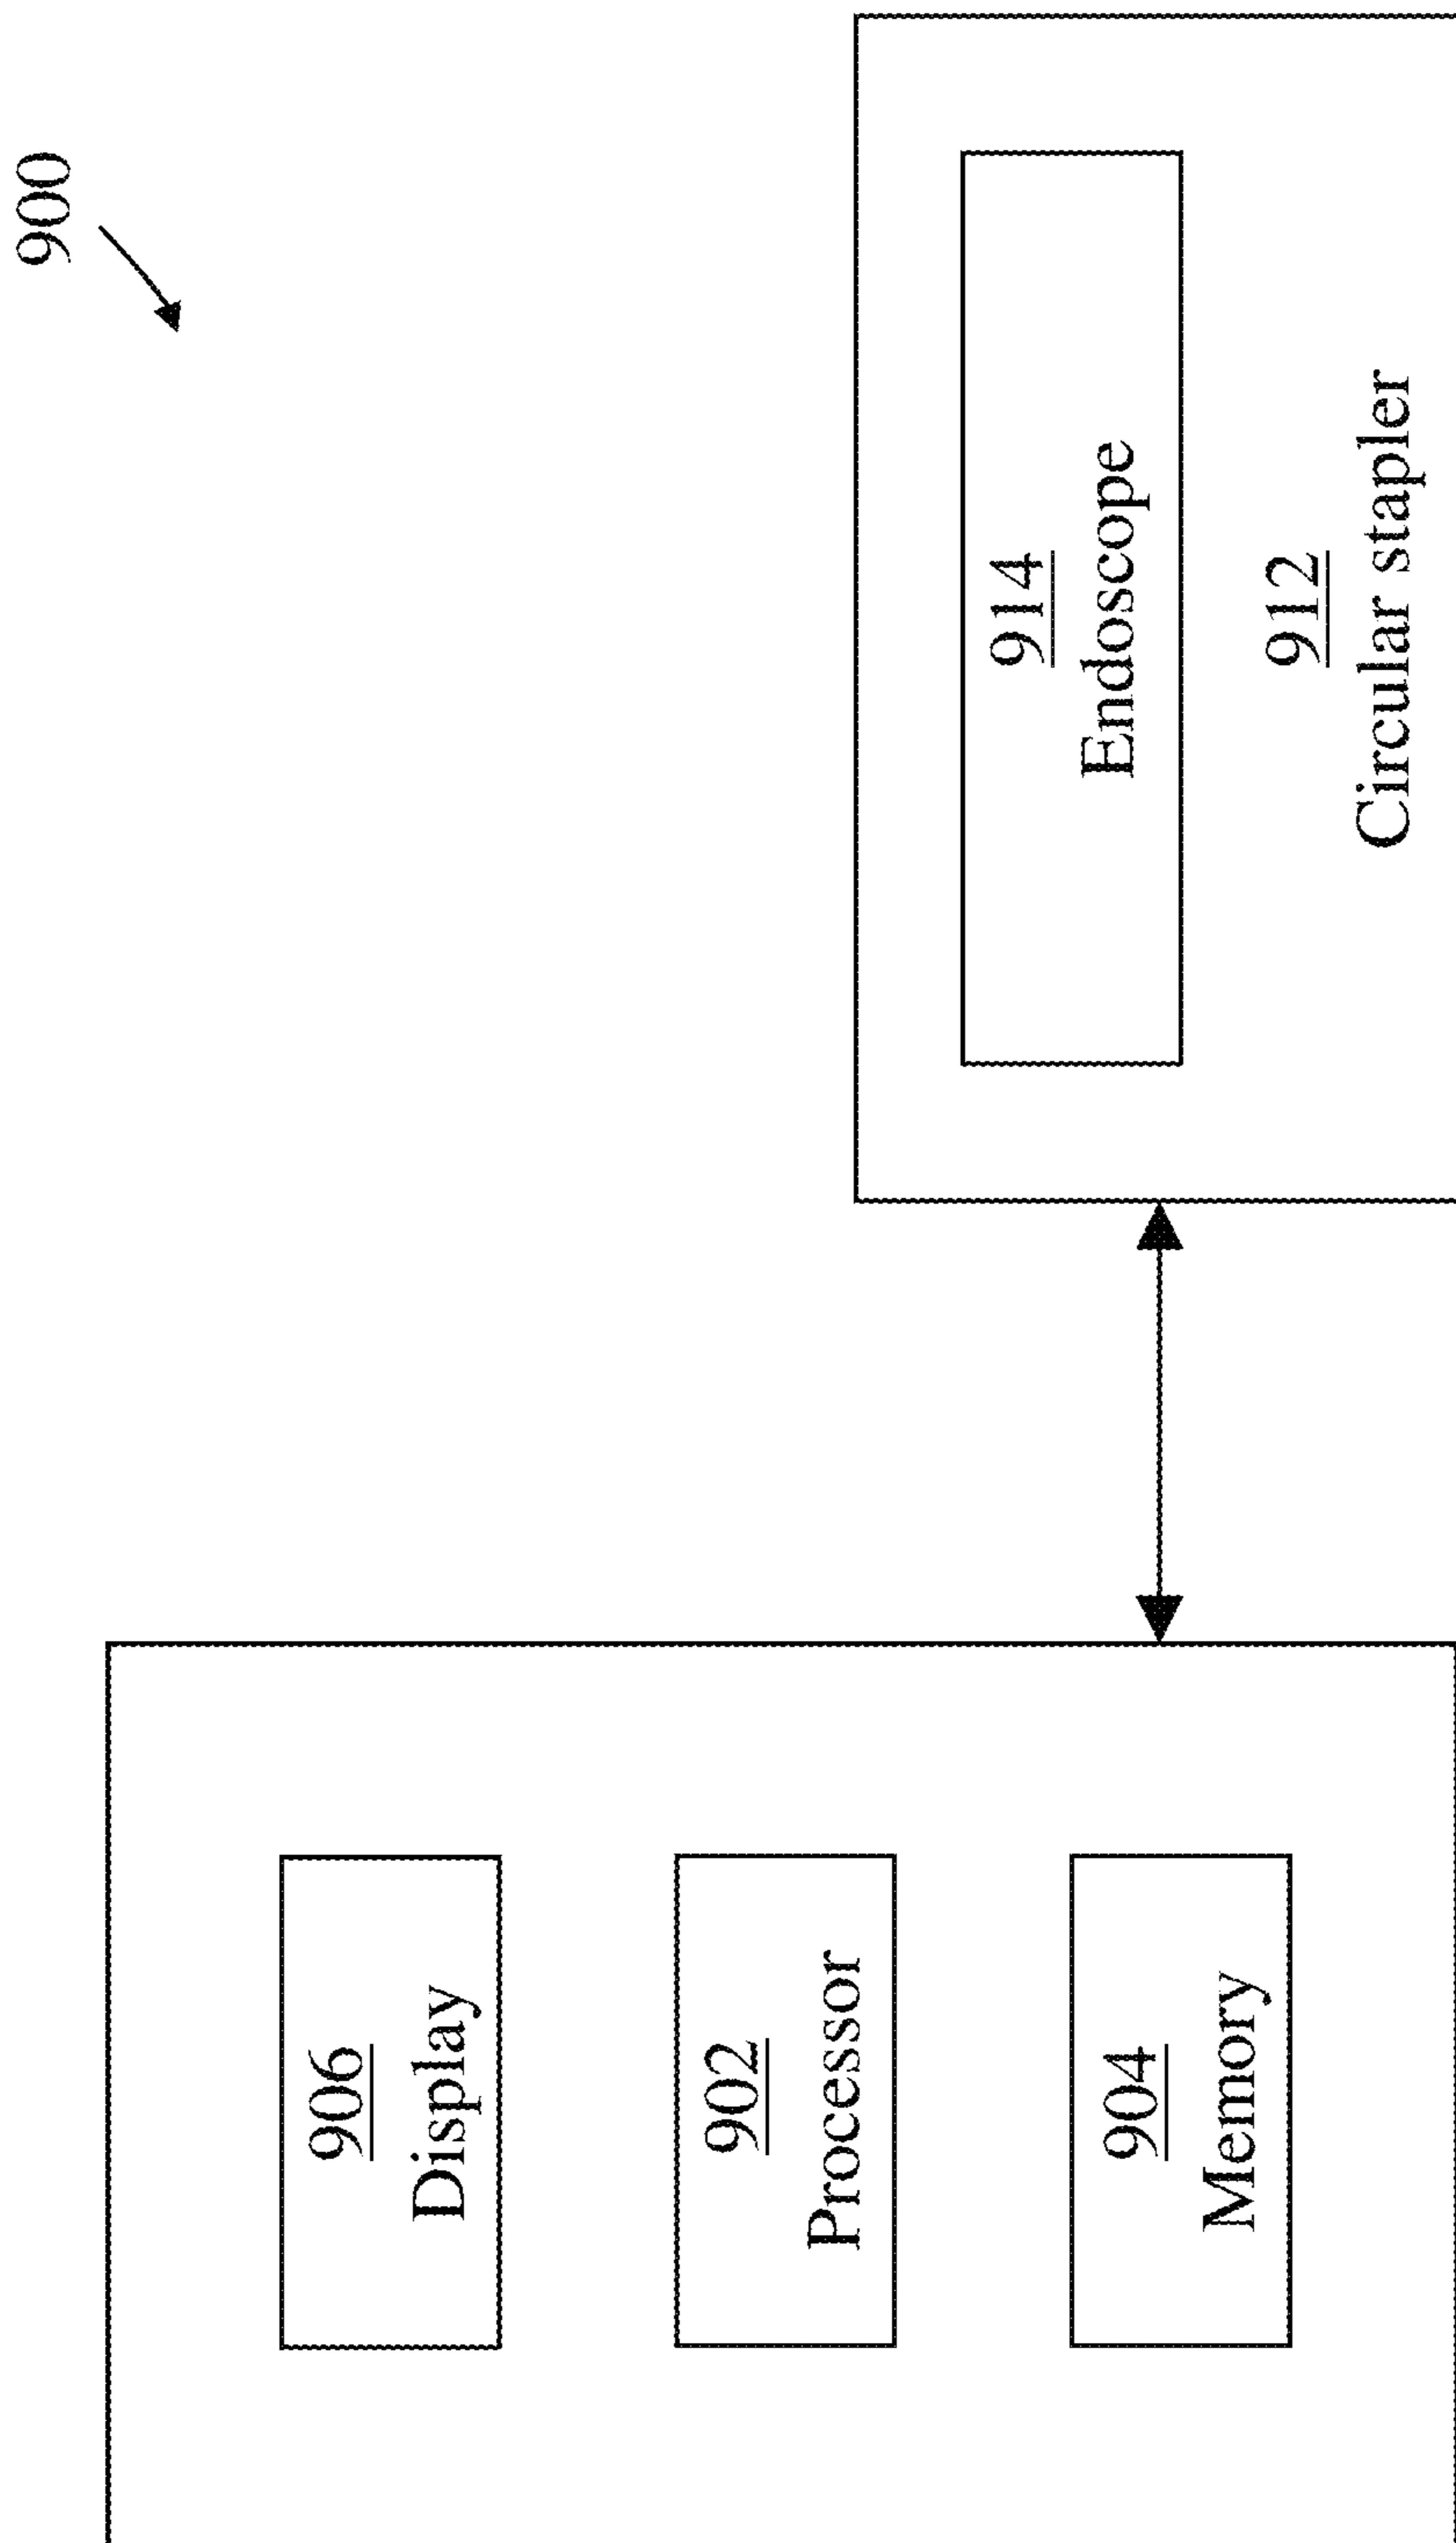 900
906
Display
902
Processor
904
Memory
914
Endoscope
912
Circular stapler